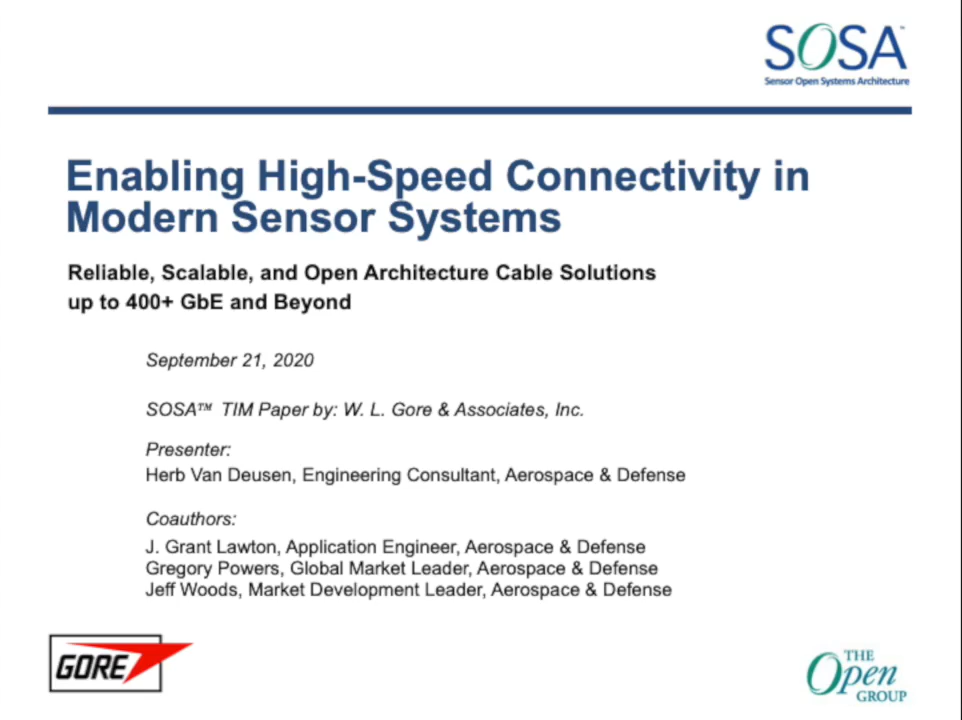 SOSA™
Sensor Open Systems Architecture
Enabling High-Speed Connectivity in
Modern Sensor Systems
Reliable, Scalable, and Open Architecture Cable Solutions
up to 400+ GbE and Beyond
September 21, 2020
SOSA™ TIM Paper by: W. L. Gore & Associates, Inc.
Presenter:
Herb Van Deusen, Engineering Consultant, Aerospace & Defense
Coauthors:
J. Grant Lawton, Application Engineer, Aerospace & Defense
Gregory Powers, Global Market Leader, Aerospace & Defense
Jeff Woods, Market Development Leader, Aerospace & Defense
GORE
THE
Open
GROUP